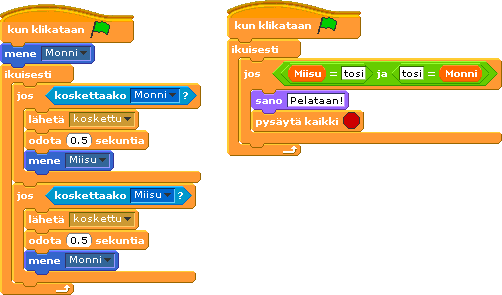 kun klikataan
mene Monni
ikuisesti
jos koskettaako Monni ?
lähetä koskettu
odota 0.5 sekuntia
mene Miisu
jos koskettaako Miisu ?
lähetä koskettu
odota 0.5 sekuntia
mene Monni
kun klikataan
ikuisesti
jos Miisu = tosi ja tosi = Monni
sano Pelataan!
pysäytä kaikki